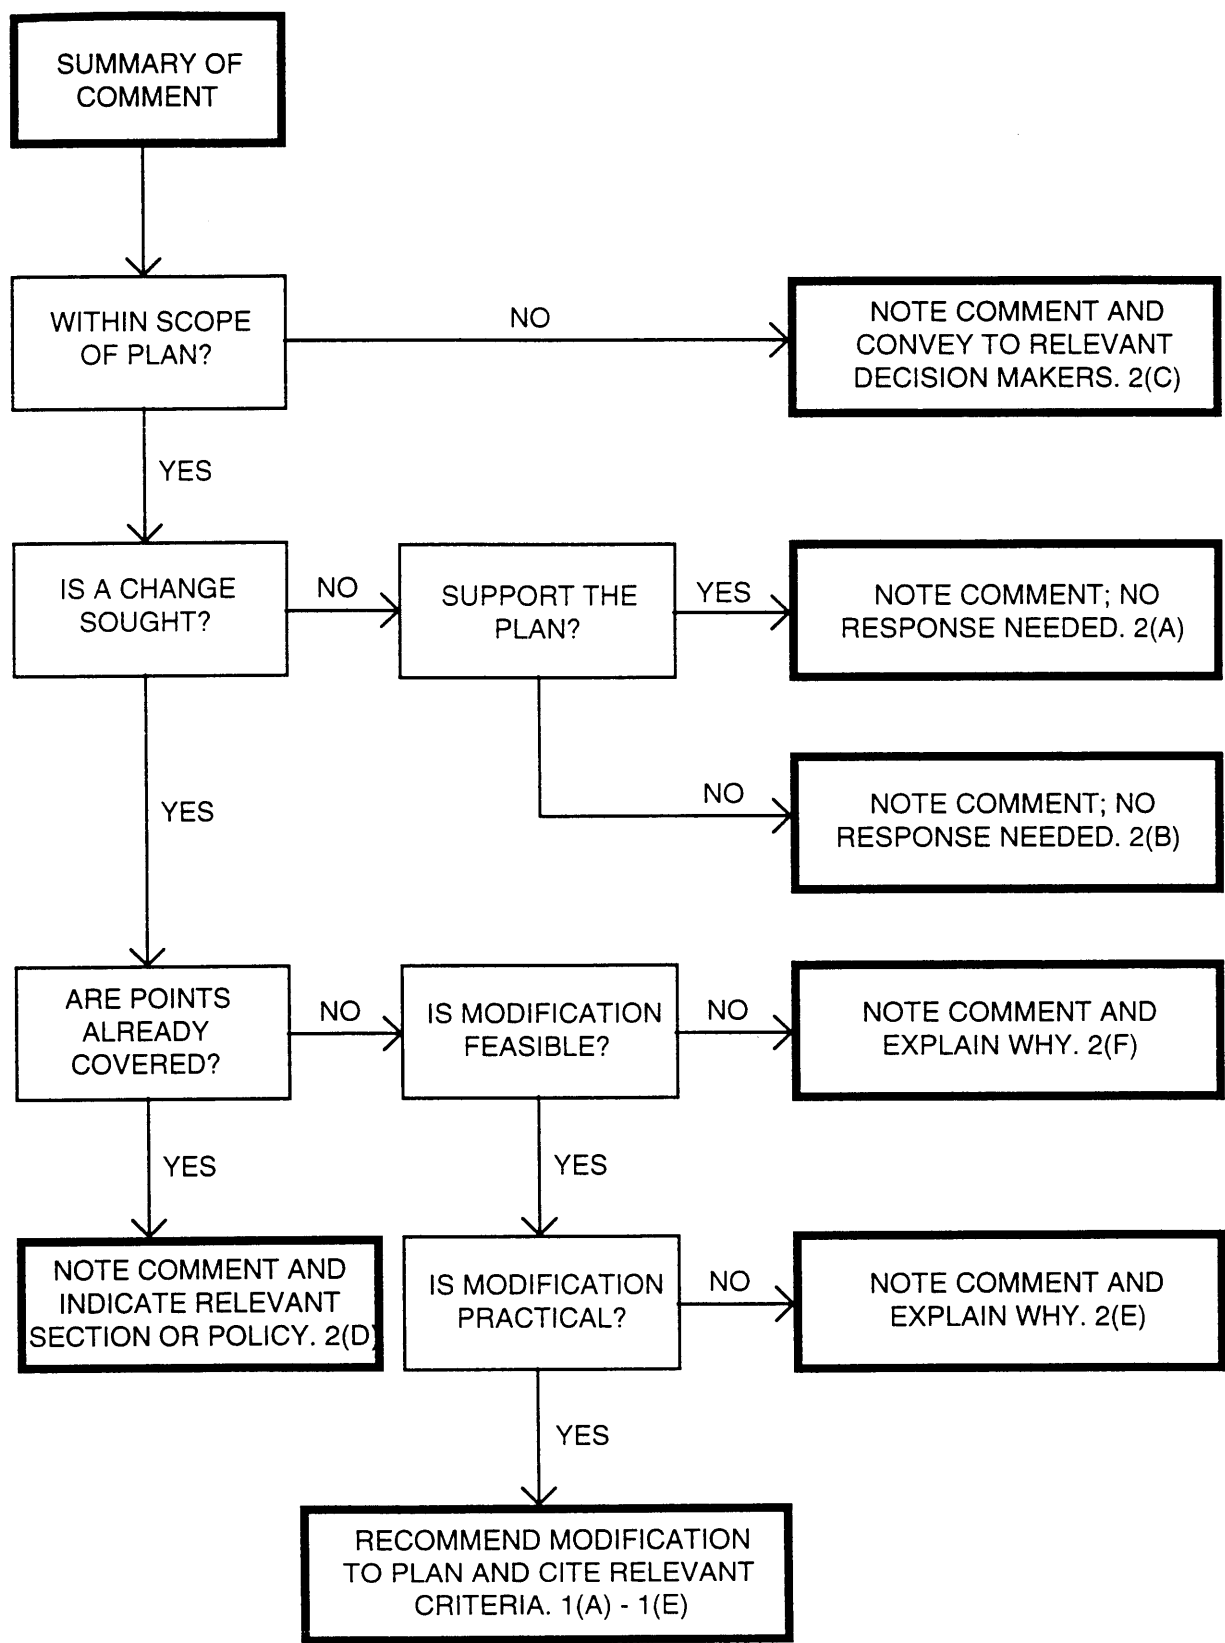 SUMMARY OF
COMMENT
WITHIN SCOPE
OF PLAN?
NO
NOTE COMMENT AND
CONVEY TO RELEVANT
DECISION MAKERS. 2(C)
YES
IS A CHANGE
SOUGHT?
NO
SUPPORT THE
PLAN?
YES
NOTE COMMENT; NO
RESPONSE NEEDED. 2(A)
YES
NO
NOTE COMMENT; NO
RESPONSE NEEDED. 2(B)
ARE POINTS
ALREADY
COVERED?
NO
IS MODIFICATION
FEASIBLE?
NO
NOTE COMMENT AND
EXPLAIN WHY. 2(F)
YES
YES
NOTE COMMENT AND
INDICATE RELEVANT
SECTION OR POLICY. 2(D)
IS MODIFICATION
PRACTICAL?
NO
NOTE COMMENT AND
EXPLAIN WHY. 2(E)
YES
RECOMMEND MODIFICATION
TO PLAN AND CITE RELEVANT
CRITERIA. 1(A) - 1(E)